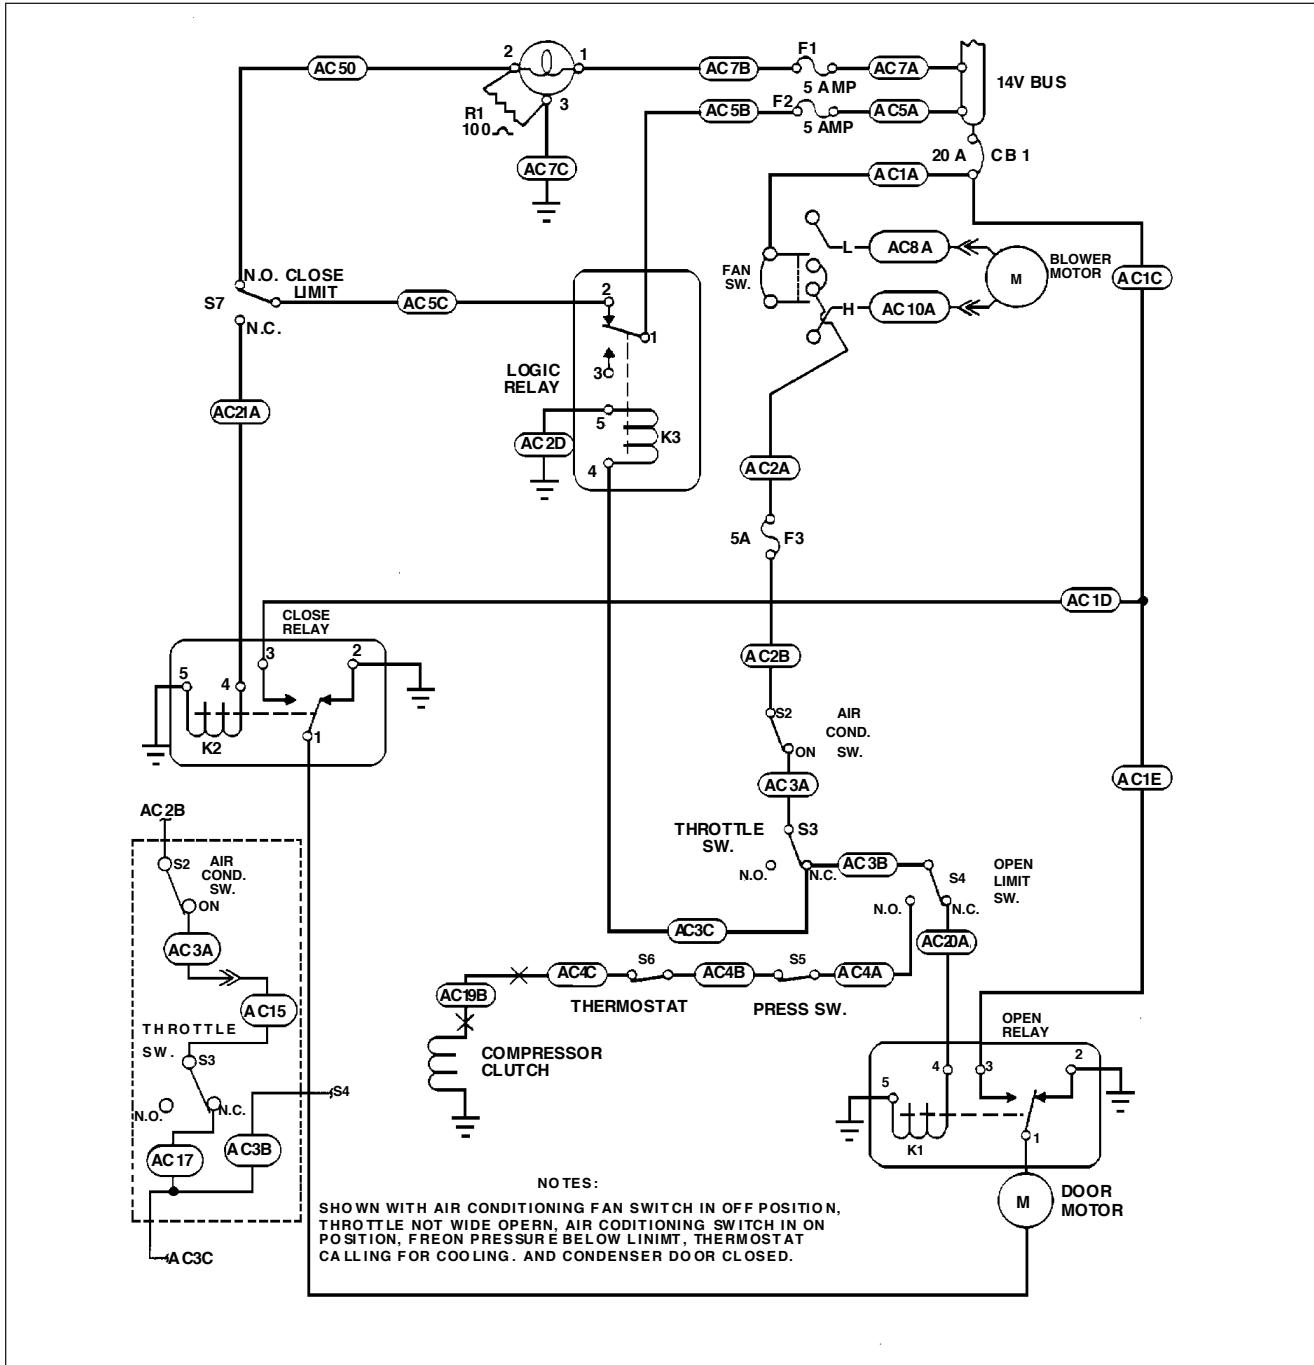 AC50
2
1
3
R1
100
AC7C
AC7B
F1
5 AMP
AC7A
14V BUS
AC5B
F2
5 AMP
AC5A
20 A
CB 1
AC1A
FAN
SW.
L
AC8A
H
AC10A
M
BLOWER
MOTOR
AC1C
N.O. CLOSE
LIMIT
S7
N.C.
AC5C
2
1
3
LOGIC
RELAY
5
K3
AC2D
4
AC21A
AC2A
5A
F3
AC1D
CLOSE
RELAY
3
2
5
4
K2
1
AC2B
S2
AIR
COND.
SW.
ON
AC3A
AC1E
THROTTLE
SW.
S3
N.O.
N.C.
AC3B
S4
OPEN
LIMIT
SW.
N.O.
N.C.
AC3C
AC20A
AC4C
S6
AC4B
S5
AC4A
AC19B
THERMOSTAT
PRESS SW.
COMPRESSOR
CLUTCH
OPEN
RELAY
4
3
2
5
K1
1
M
DOOR
MOTOR
AC2B
S2
AIR
COND.
SW.
ON
AC3A
AC15
THROTTLE
SW.
S3
N.O.
N.C.
S4
AC17
AC3B
AC3C
NOTES:
SHOWN WITH AIR CONDITIONING FAN SWITCH IN OFF POSITION,
THROTTLE NOT WIDE OPERN, AIR CODITIONING SWITCH IN ON
POSITION, FREON PRESSURE BELOW LINIMT, THERMOSTAT
CALLING FOR COOLING. AND CONDENSER DOOR CLOSED.